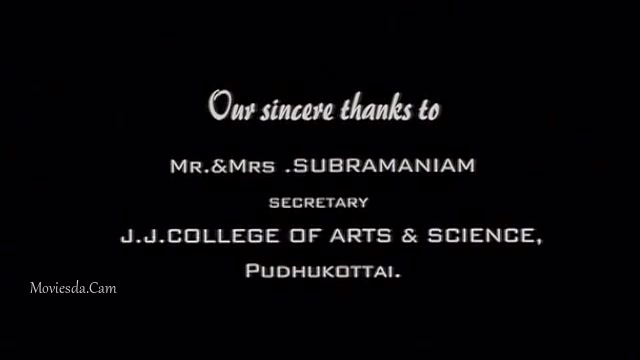 Our sincere thanks to
Mr.&Mrs .SUBRAMANIAM
SECRETARY
J.J.COLLEGE OF ARTS & SCIENCE,
PUDHUKOTTAI.
Moviesda.Cam